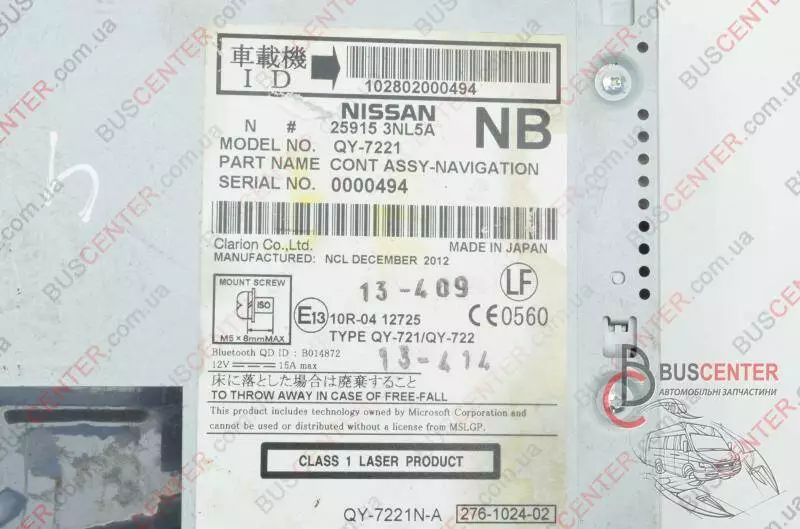 車載機
ID
102802000494
NISSAN
N # 25915 3NL5A
NB
MODEL NO. QY-7221
PART NAME CONT ASSY-NAVIGATION
SERIAL NO. 0000494
Clarion Co.,Ltd.
MADE IN JAPAN
MANUFACTURED: NCL DECEMBER 2012
MOUNT SCREW
ISO
M5×8mmMAX
13-409
LF
E13 10R-04 12725
CE0560
TYPE QY-721/QY-722
Bluetooth QD ID : B014872
13-414
12V 15A max
床に落とした場合は廃棄すること
TO THROW AWAY IN CASE OF FREE-FALL
This product includes technology owned by Microsoft Corporation and
cannot be used or distributed without a license from MSLGP.
CLASS 1 LASER PRODUCT
QY-7221N-A 276-1024-02
E
BUSCENTER
АВТОМОБІЛЬНІ ЗАПЧАСТИНИ
BUSCENTER.com.ua